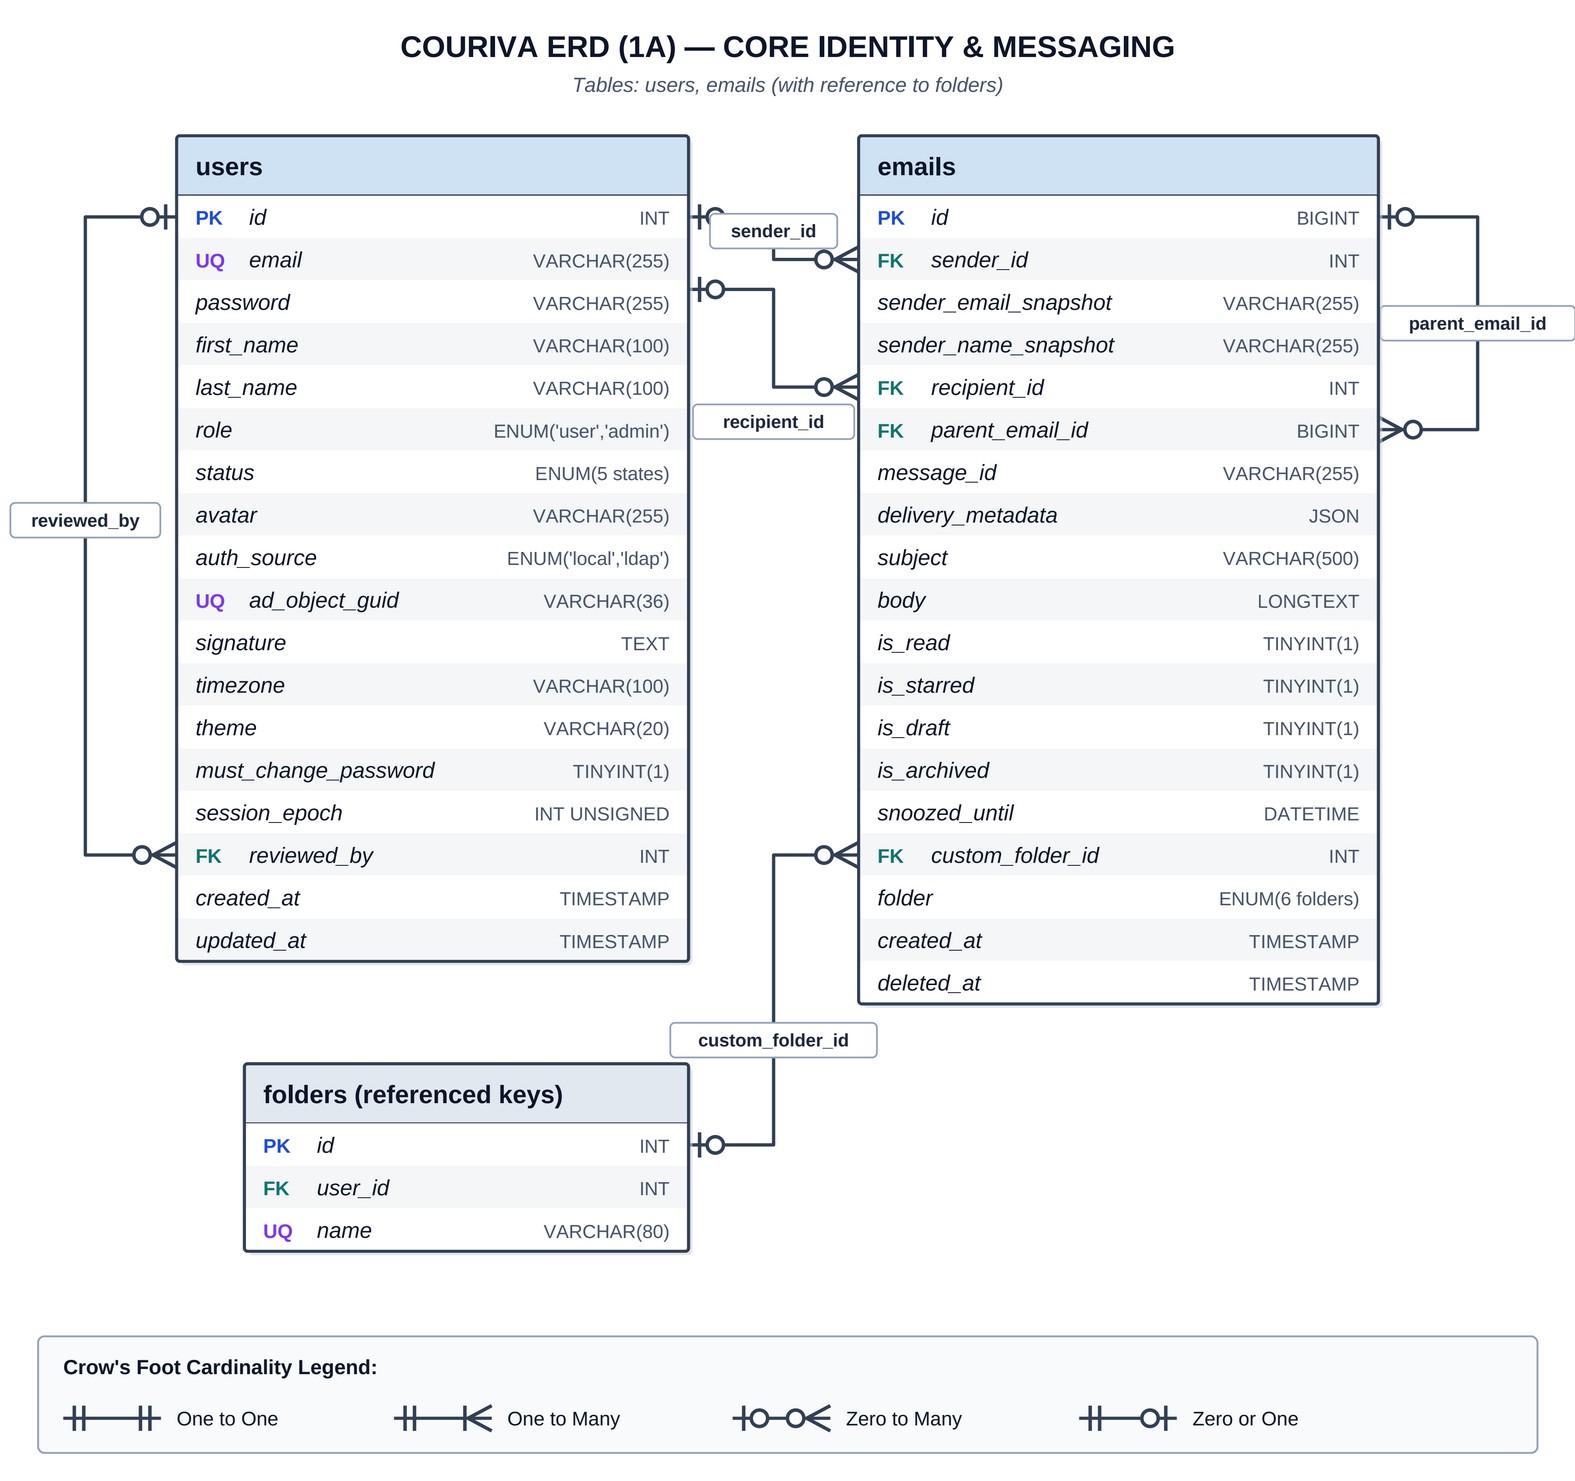 COURIVA ERD (1A) — CORE IDENTITY & MESSAGING
Tables: users, emails (with reference to folders)
users
PK id INT
UQ email VARCHAR(255)
password VARCHAR(255)
first_name VARCHAR(100)
last_name VARCHAR(100)
role ENUM('user','admin')
status ENUM(5 states)
avatar VARCHAR(255)
auth_source ENUM('local','ldap')
UQ ad_object_guid VARCHAR(36)
signature TEXT
timezone VARCHAR(100)
theme VARCHAR(20)
must_change_password TINYINT(1)
session_epoch INT UNSIGNED
FK reviewed_by INT
created_at TIMESTAMP
updated_at TIMESTAMP
reviewed_by
sender_id
recipient_id
emails
PK id BIGINT
FK sender_id INT
sender_email_snapshot VARCHAR(255)
sender_name_snapshot VARCHAR(255)
FK recipient_id INT
FK parent_email_id BIGINT
message_id VARCHAR(255)
delivery_metadata JSON
subject VARCHAR(500)
body LONGTEXT
is_read TINYINT(1)
is_starred TINYINT(1)
is_draft TINYINT(1)
is_archived TINYINT(1)
snoozed_until DATETIME
FK custom_folder_id INT
folder ENUM(6 folders)
created_at TIMESTAMP
deleted_at TIMESTAMP
parent_email_id
custom_folder_id
folders (referenced keys)
PK id INT
FK user_id INT
UQ name VARCHAR(80)
Crow's Foot Cardinality Legend:
One to One
One to Many
Zero to Many
Zero or One